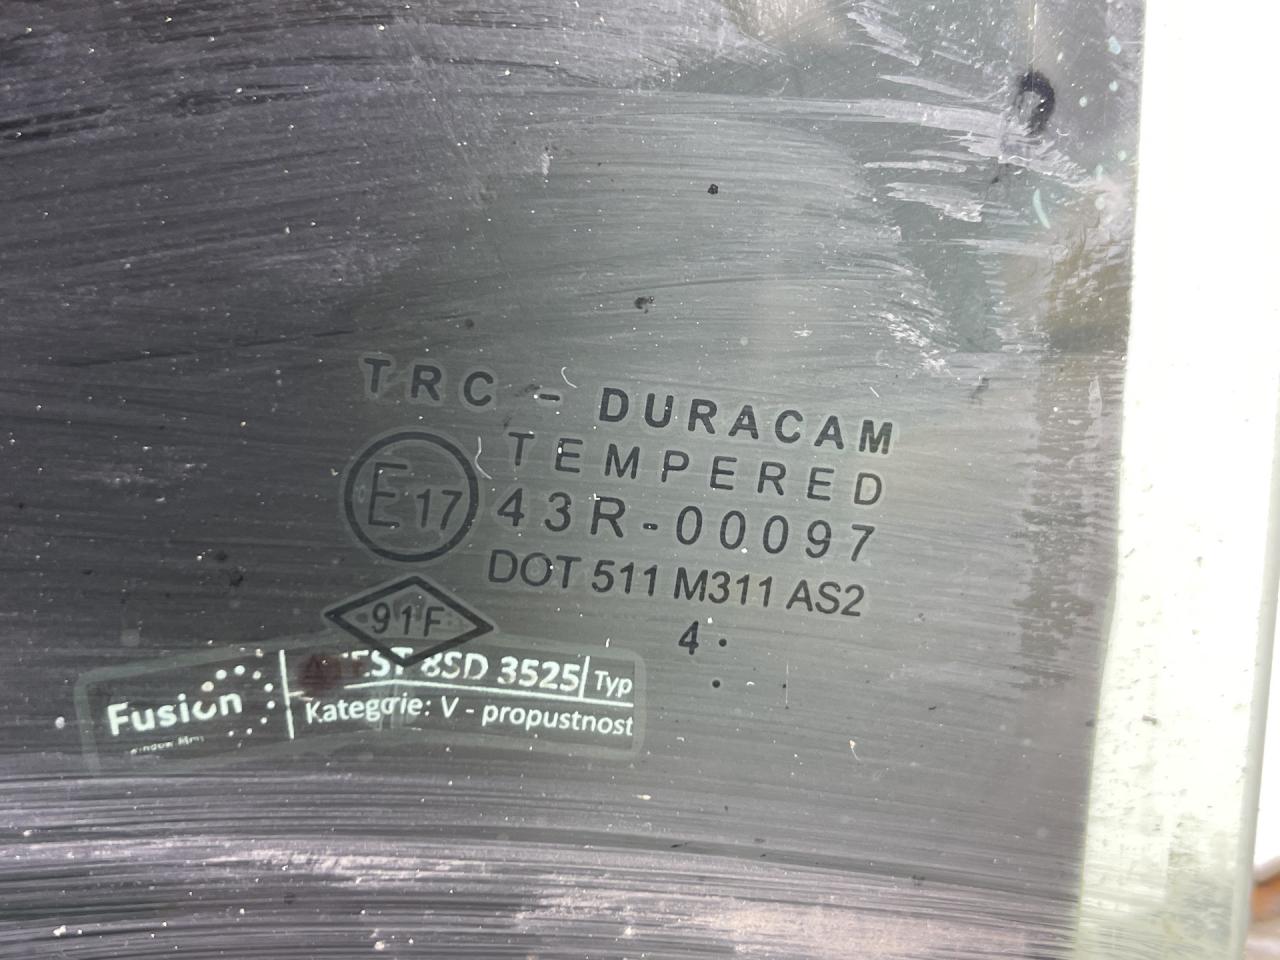 TRC - DURACAM
TEMPERED
E17 43R-00097
DOT 511 M311 AS2
4 .
91F
8SD 3525 Typ
Fusion
Kategorie: V - propustnost